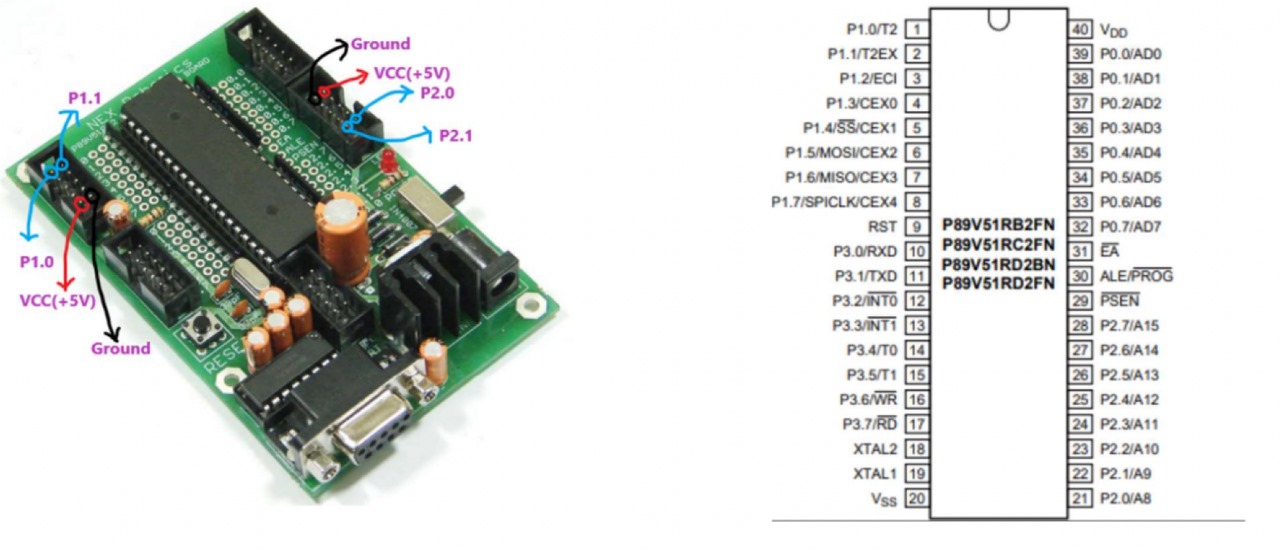 Ground
VCC(+5V)
P2.0
P2.1
P1.1
P1.0
VCC(+5V)
Ground
NEX Robotics
BOARD
ALE
PSEN
RESE
P1.0/T2 1
P1.1/T2EX 2
P1.2/ECI 3
P1.3/CEX0 4
P1.4/SS/CEX1 5
P1.5/MOSI/CEX2 6
P1.6/MISO/CEX3 7
P1.7/SPICLK/CEX4 8
RST 9
P3.0/RXD 10
P3.1/TXD 11
P3.2/INT0 12
P3.3/INT1 13
P3.4/T0 14
P3.5/T1 15
P3.6/WR 16
P3.7/RD 17
XTAL2 18
XTAL1 19
VSS 20
P89V51RB2FN
P89V51RC2FN
P89V51RD2BN
P89V51RD2FN
40 VDD
39 P0.0/AD0
38 P0.1/AD1
37 P0.2/AD2
36 P0.3/AD3
35 P0.4/AD4
34 P0.5/AD5
33 P0.6/AD6
32 P0.7/AD7
31 EA
30 ALE/PROG
29 PSEN
28 P2.7/A15
27 P2.6/A14
26 P2.5/A13
25 P2.4/A12
24 P2.3/A11
23 P2.2/A10
22 P2.1/A9
21 P2.0/A8